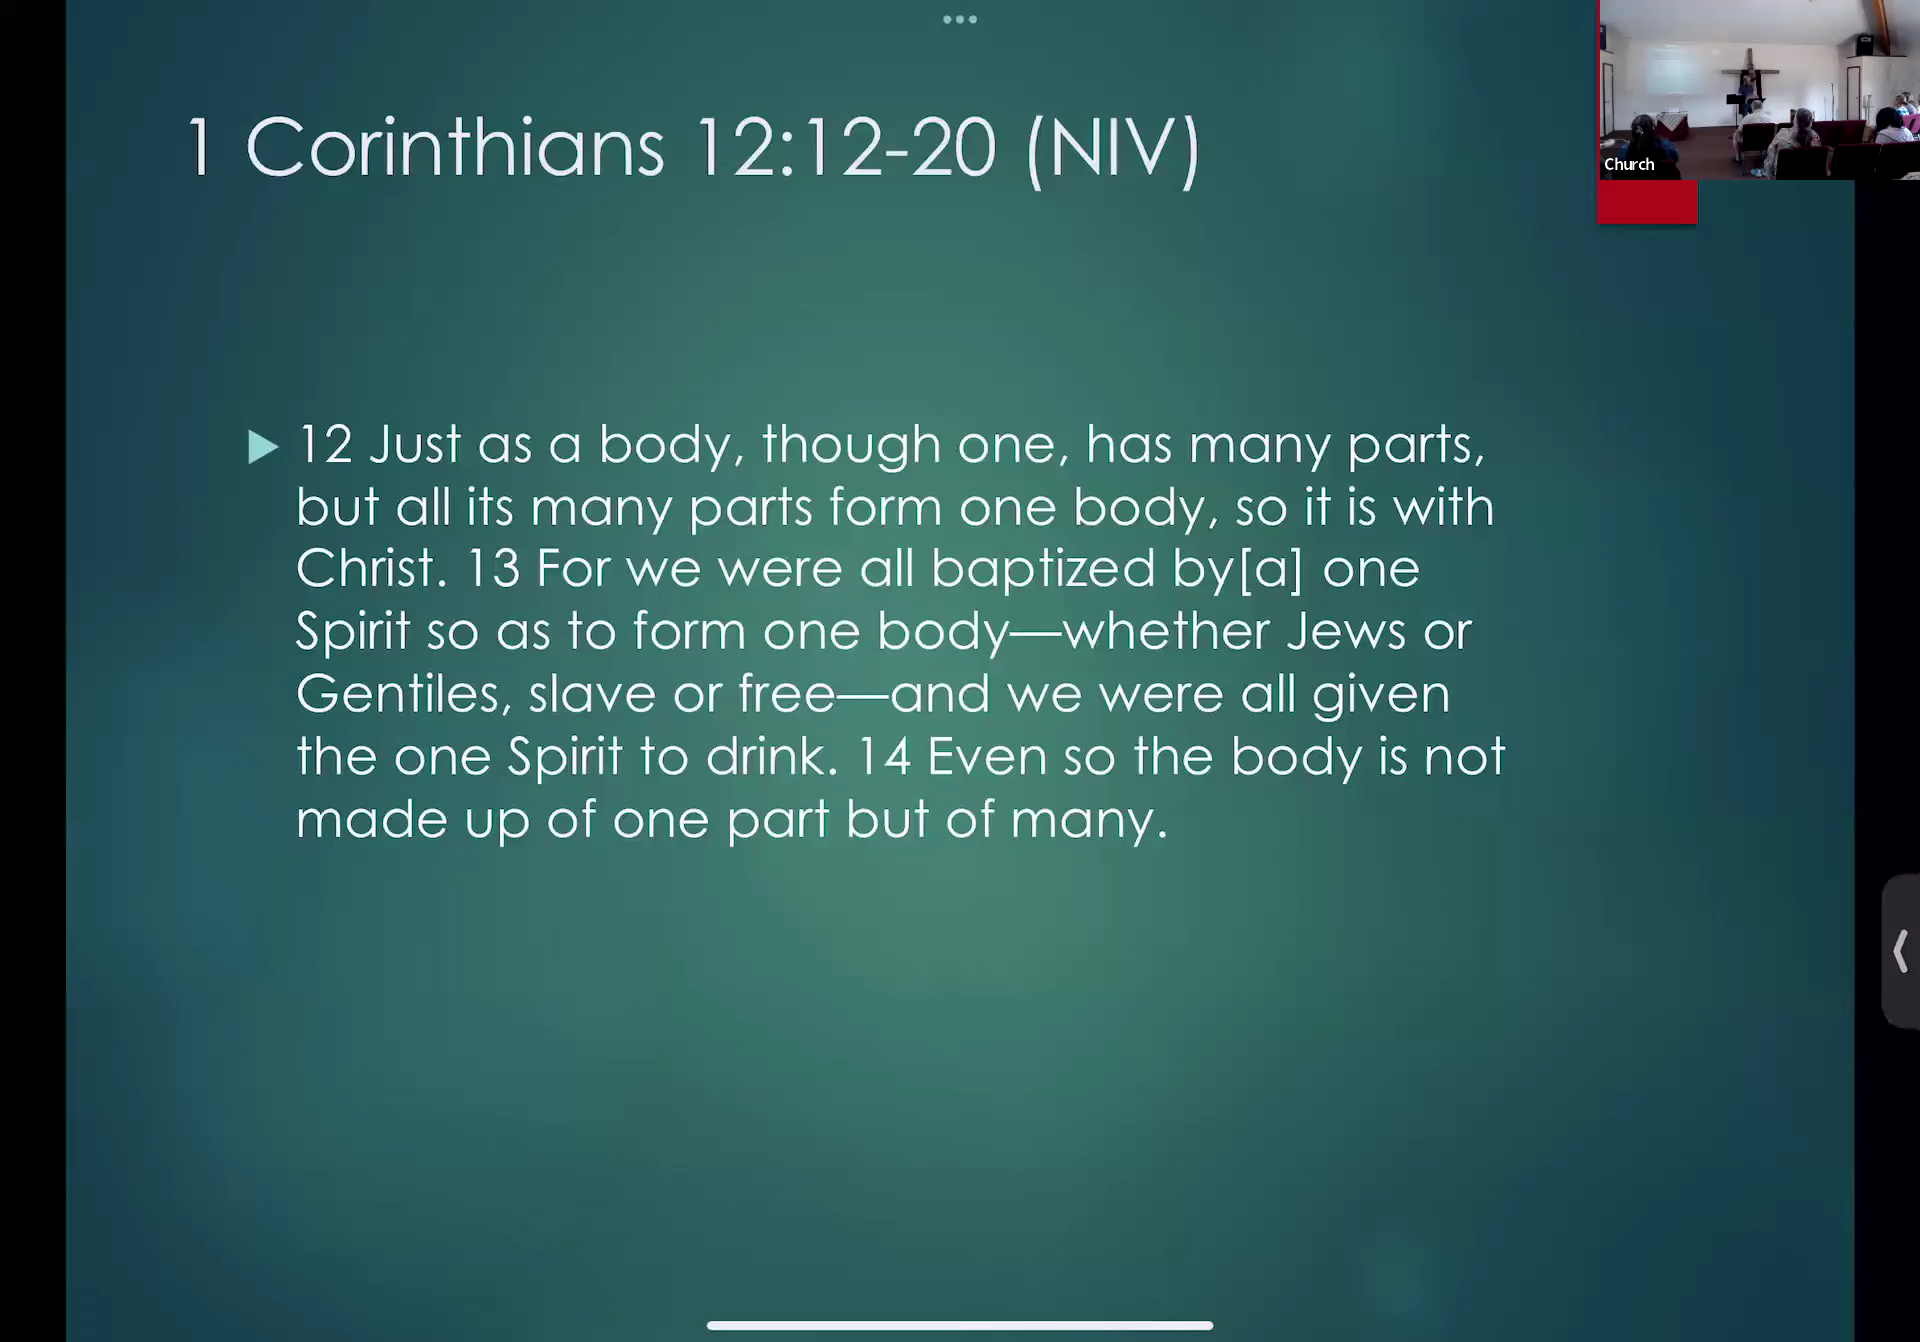 1 Corinthians 12:12-20 (NIV)
Church
12 Just as a body, though one, has many parts,
but all its many parts form one body, so it is with
Christ. 13 For we were all baptized by[a] one
Spirit so as to form one body—whether Jews or
Gentiles, slave or free—and we were all given
the one Spirit to drink. 14 Even so the body is not
made up of one part but of many.